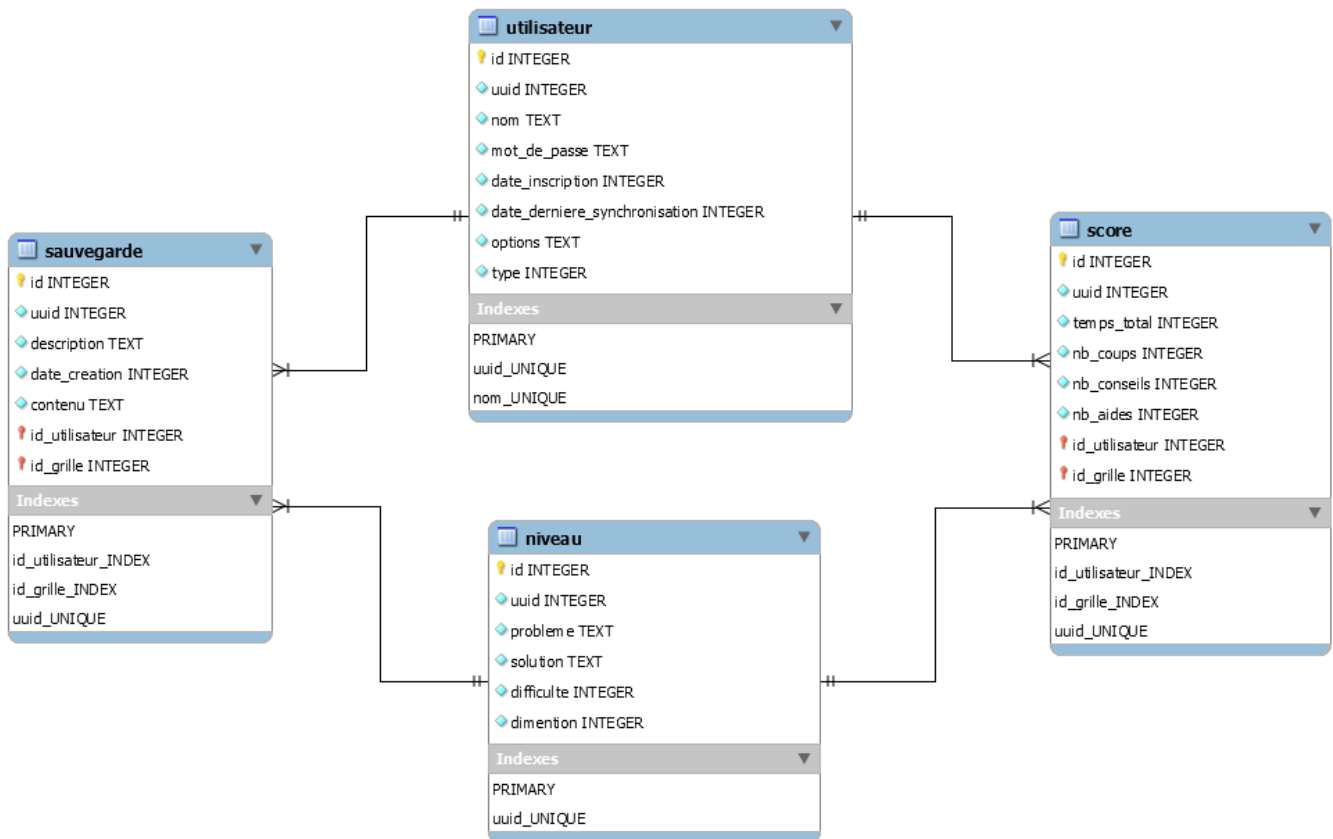 utilisateur
id INTEGER
uuid INTEGER
nom TEXT
mot_de_passe TEXT
date_inscription INTEGER
date_derniere_synchronisation INTEGER
options TEXT
type INTEGER
Indexes
PRIMARY
uuid_UNIQUE
nom_UNIQUE
sauvegarde
id INTEGER
uuid INTEGER
description TEXT
date_creation INTEGER
contenu TEXT
id_utilisateur INTEGER
id_grille INTEGER
Indexes
PRIMARY
id_utilisateur_INDEX
id_grille_INDEX
uuid_UNIQUE
score
id INTEGER
uuid INTEGER
temps_total INTEGER
nb_coups INTEGER
nb_conseils INTEGER
nb_aides INTEGER
id_utilisateur INTEGER
id_grille INTEGER
Indexes
PRIMARY
id_utilisateur_INDEX
id_grille_INDEX
uuid_UNIQUE
niveau
id INTEGER
uuid INTEGER
probleme TEXT
solution TEXT
difficulte INTEGER
dimention INTEGER
Indexes
PRIMARY
uuid_UNIQUE